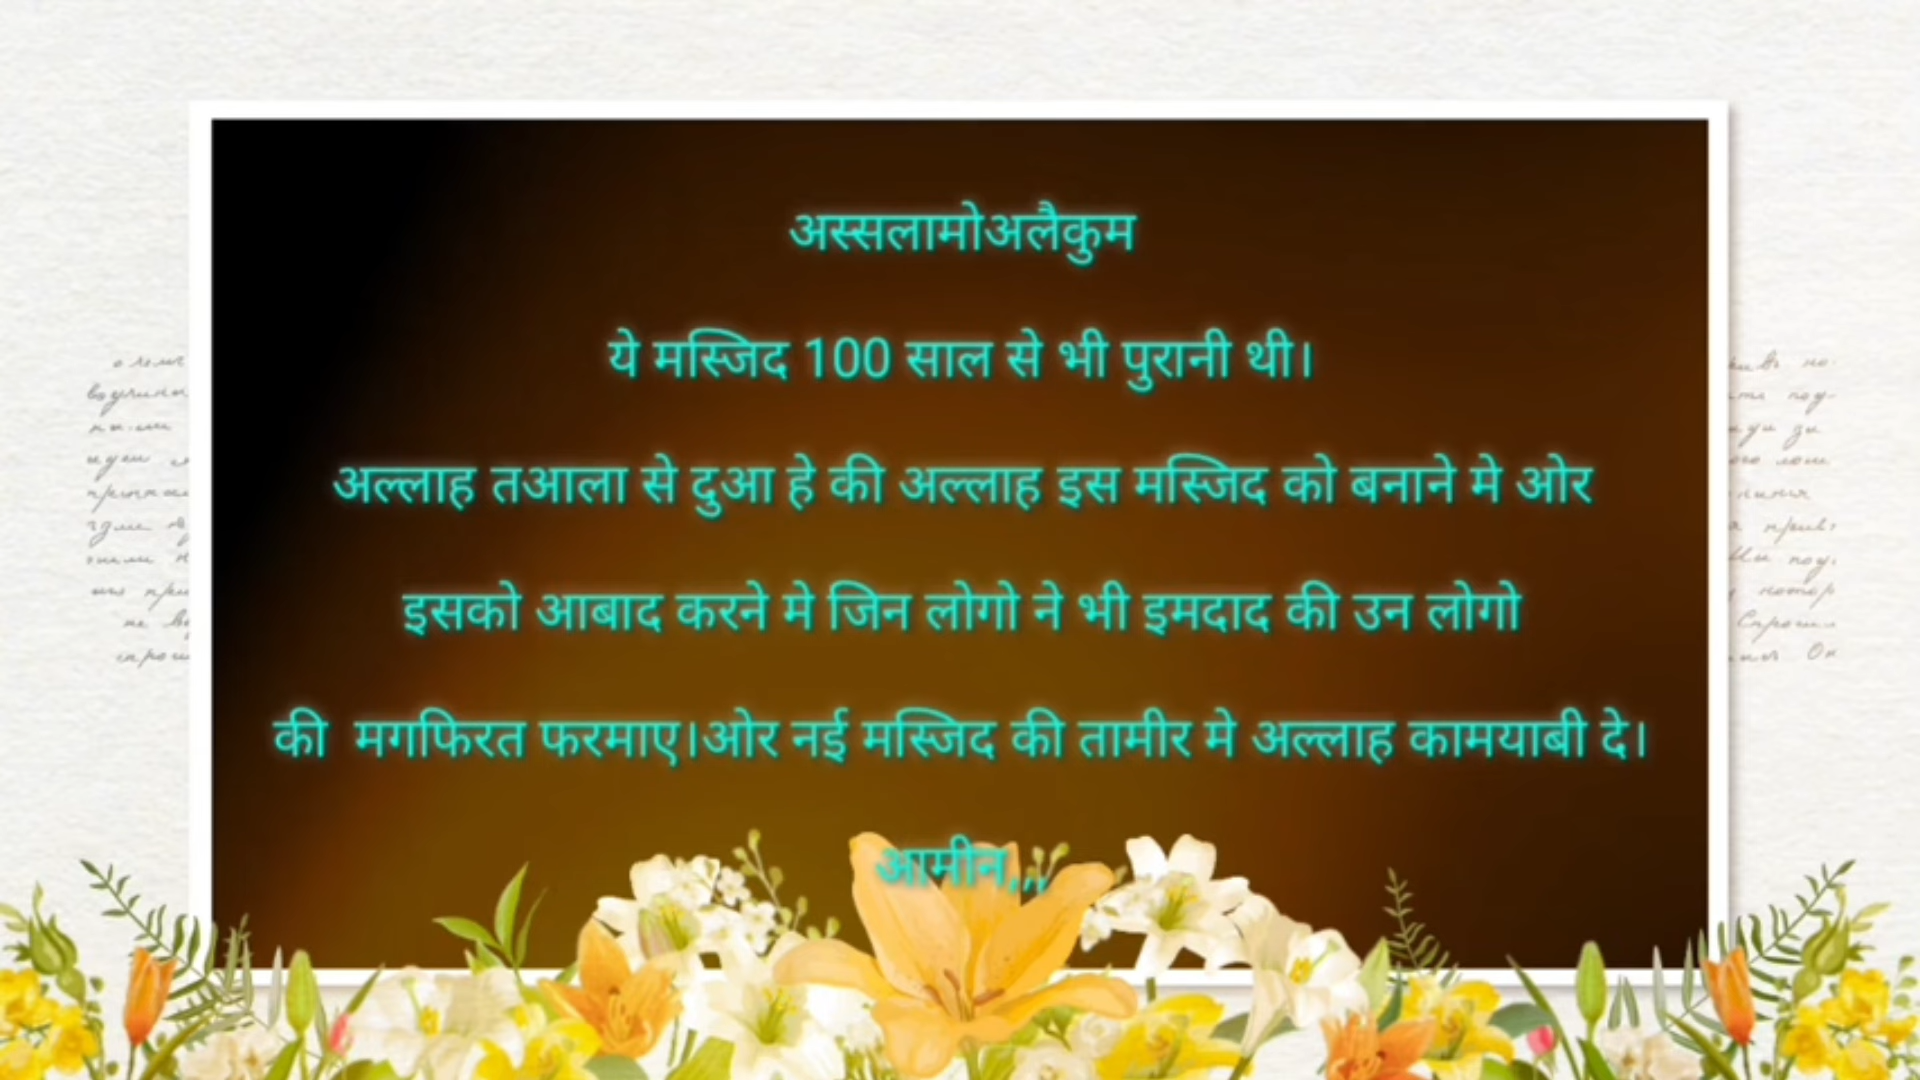 अस्सलामोअलैकुम
ये मस्जिद 100 साल से भी पुरानी थी।
अल्लाह तआला से दुआ हे की अल्लाह इस मस्जिद को बनाने मे ओर
इसको आबाद करने मे जिन लोगो ने भी इमदाद की उन लोगो
की  मगफिरत फरमाए।ओर नई मस्जिद की तामीर मे अल्लाह कामयाबी दे।
आमीन,,,